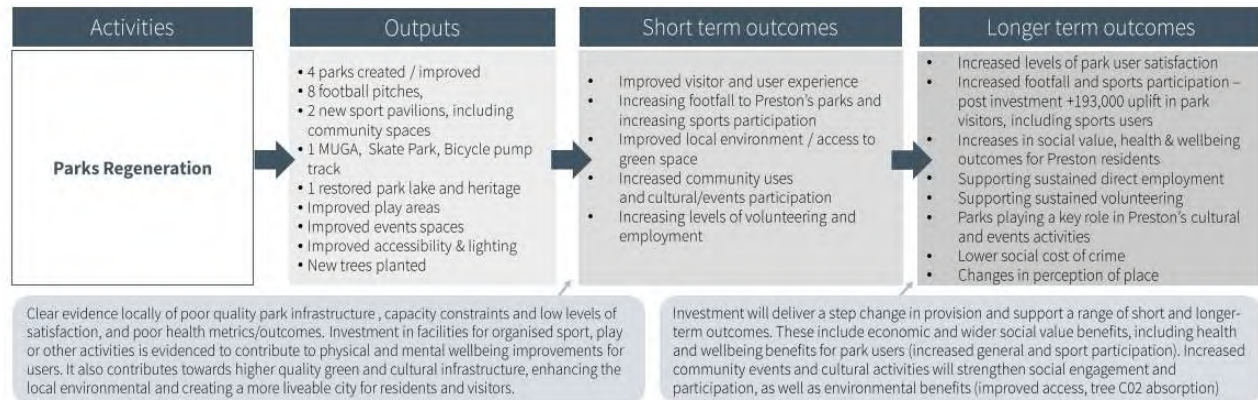 Activities
Outputs
Short term outcomes
Longer term outcomes
Parks Regeneration
• 4 parks created / improved
• 8 football pitches,
• 2 new sport pavilions, including
community spaces
• 1 MUGA, Skate Park, Bicycle pump
track
• 1 restored park lake and heritage
• Improved play areas
• Improved events spaces
• Improved accessibility & lighting
• New trees planted
• Improved visitor and user experience
• Increasing footfall to Preston's parks and
increasing sports participation
• Improved local environment / access to
green space
• Increased community uses
and cultural/events participation
• Increasing levels of volunteering and
employment
• Increased levels of park user satisfaction
• Increased footfall and sports participation –
post investment +193,000 uplift in park
visitors, including sports users
• Increases in social value, health & wellbeing
outcomes for Preston residents
• Supporting sustained direct employment
• Supporting sustained volunteering
• Parks playing a key role in Preston's cultural
and events activities
• Lower social cost of crime
• Changes in perception of place
Clear evidence locally of poor quality park infrastructure , capacity constraints and low levels of
satisfaction, and poor health metrics/outcomes. Investment in facilities for organised sport, play
or other activities is evidenced to contribute to physical and mental wellbeing improvements for
users. It also contributes towards higher quality green and cultural infrastructure, enhancing the
local environmental and creating a more liveable city for residents and visitors.
Investment will deliver a step change in provision and support a range of short and longer-
term outcomes. These include economic and wider social value benefits, including health
and wellbeing benefits for park users (increased general and sport participation). Increased
community events and cultural activities will strengthen social engagement and
participation, as well as environmental benefits (improved access, tree C02 absorption)